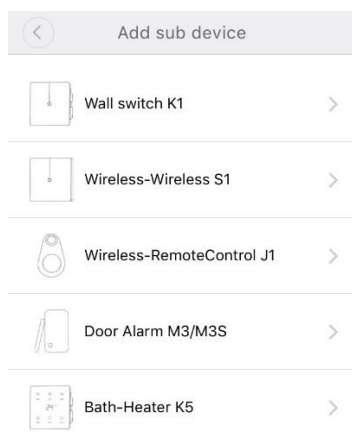 Add sub device
Wall switch K1
Wireless-Wireless S1
Wireless-RemoteControl J1
Door Alarm M3/M3S
Bath-Heater K5